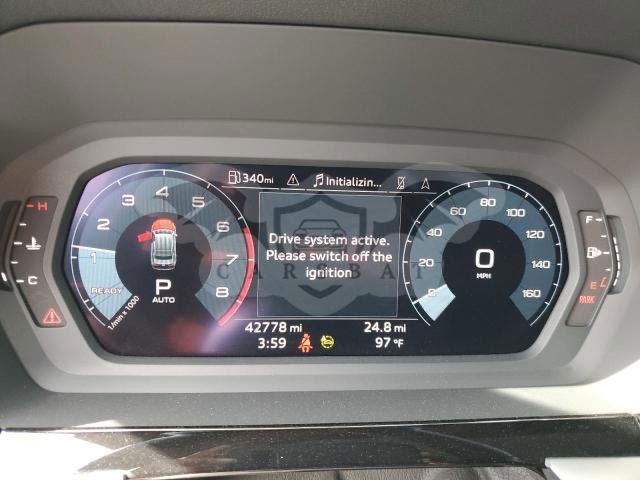 340mi
Initializin...
H
C
1 2 3 4 5 6 7 8
READY
1/min x 1000
P
AUTO
Drive system active.
Please switch off the
ignition
CARXBAT
0 20 40 60 80 100 120 140 160
0
MPH
F
E
PARK
42778 mi
24.8 mi
3:59
97 °F